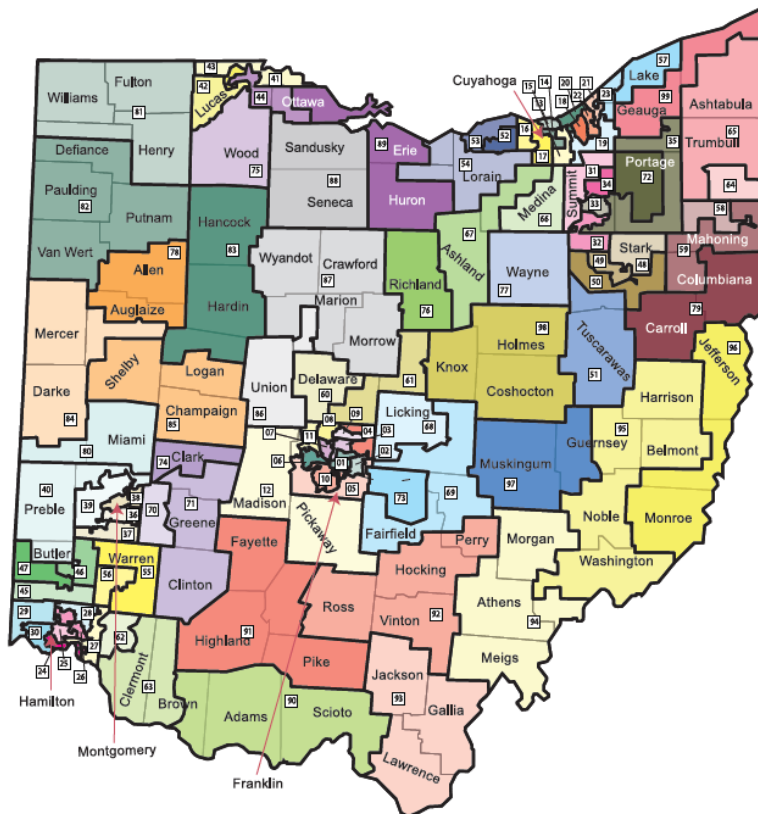 43
41
57
Lake
Fulton
Williams
81
42
Lucas
44
Ottawa
Cuyahoga
15
14
13
20
21
22
18
23
99
Geauga
Ashtabula
65
Trumbull
Henry
Wood
75
Sandusky
88
Seneca
89
Erie
Huron
53
52
16
17
54
Lorain
19
35
Defiance
Paulding
82
Putnam
Van Wert
Hancock
83
Hardin
78
Allen
Auglaize
Medina
66
67
Ashland
Summit
31
34
33
Portage
72
64
58
Mahoning
59
32
Stark
49
48
50
Columbiana
79
Carroll
Wyandot
Crawford
87
Marion
Morrow
Richland
76
Wayne
77
Mercer
Darke
84
Shelby
Logan
Champaign
85
Union
86
Delaware
60
61
Knox
98
Holmes
Coshocton
Tuscarawas
51
Jefferson
96
Harrison
95
Belmont
Guernsey
Miami
80
08
09
07
11
04
03
02
06
01
10
05
Licking
68
Muskingum
97
74
Clark
12
Madison
40
Preble
39
38
36
37
70
71
Greene
Pickaway
73
Fairfield
69
Noble
Monroe
Washington
Butler
47
46
45
Warren
56
55
Clinton
Fayette
Perry
Hocking
Morgan
29
28
30
27
24
25
26
62
Clermont
63
Brown
Highland
91
Ross
Vinton
92
Athens
94
Meigs
Pike
Hamilton
Adams
90
Scioto
Jackson
93
Gallia
Lawrence
Montgomery
Franklin